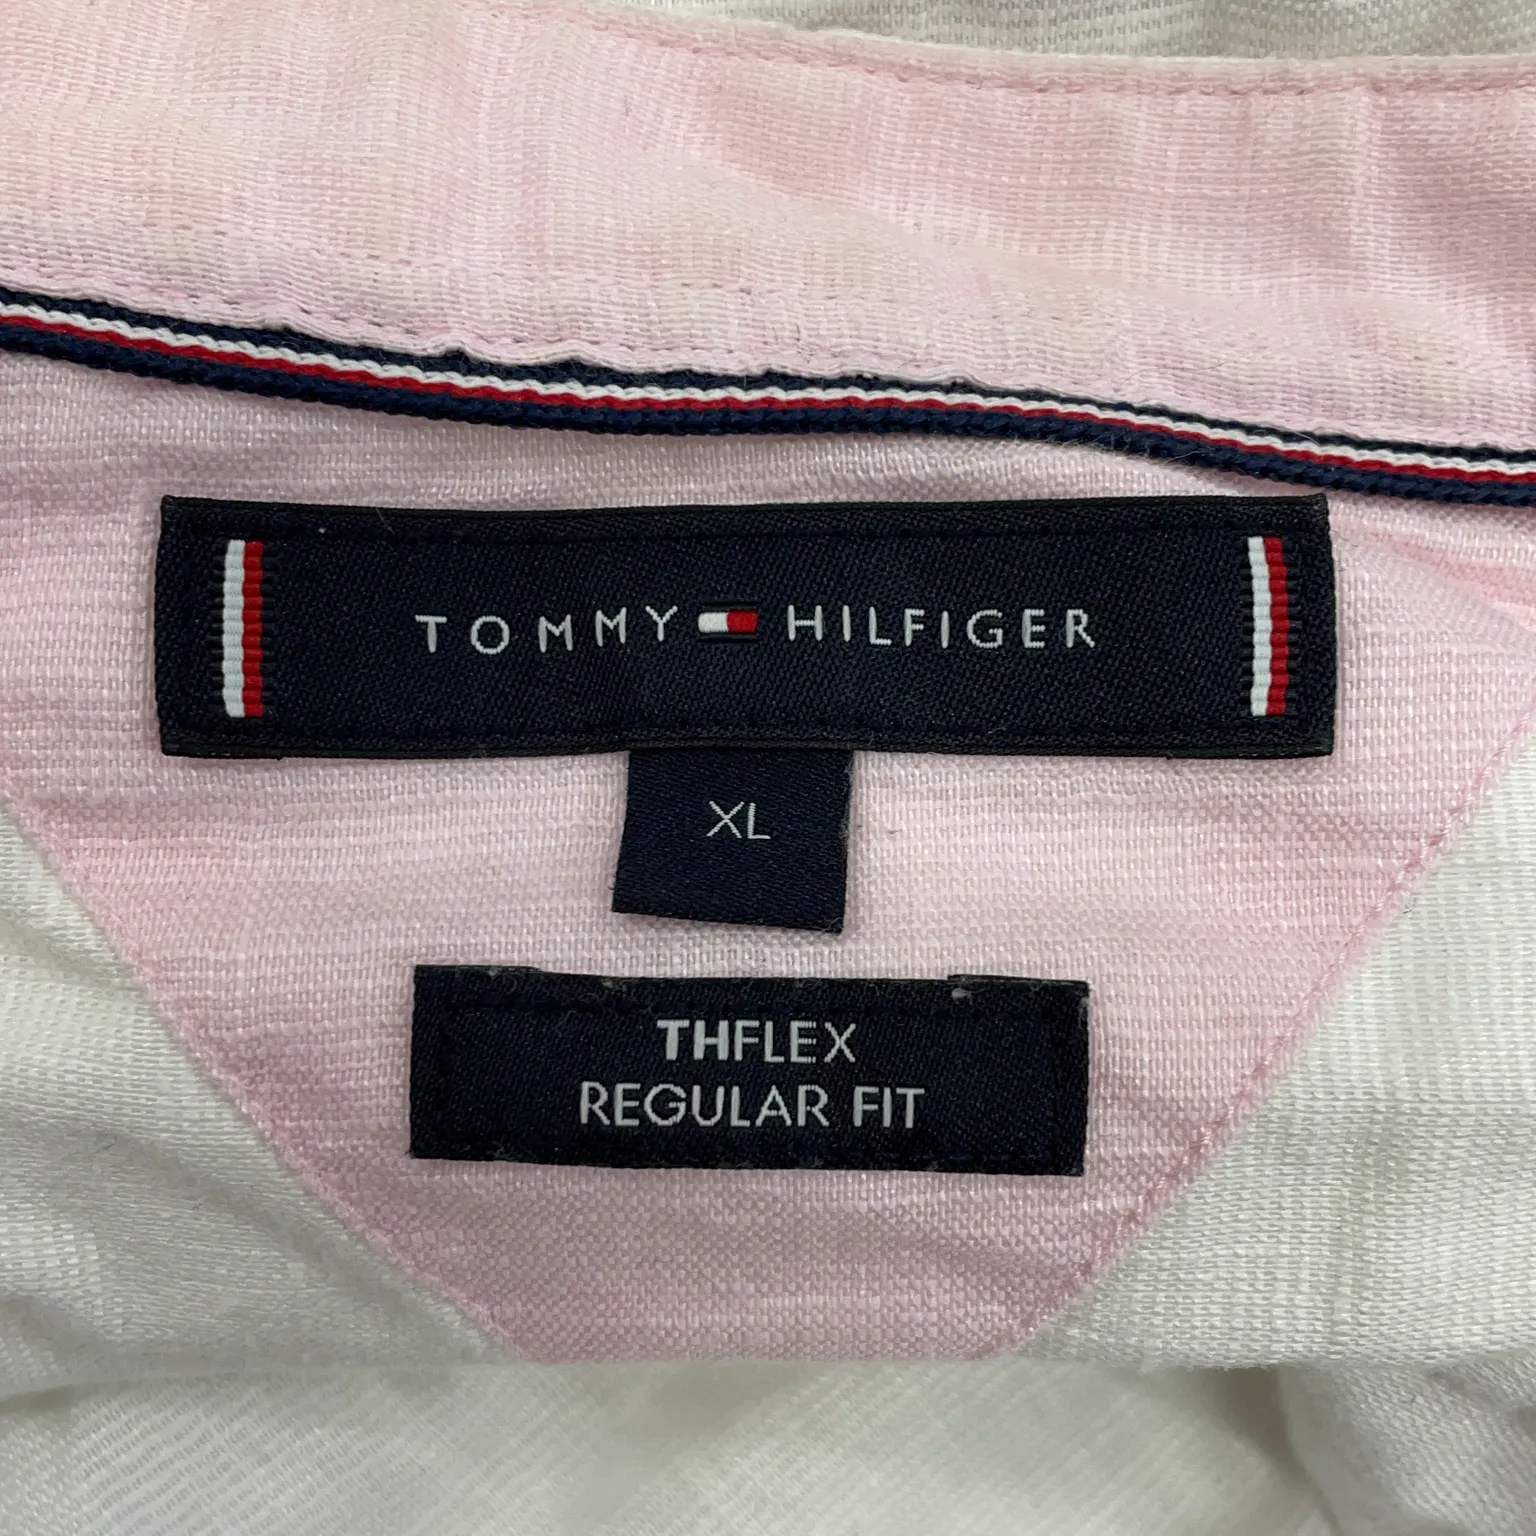 TOMMY HILFIGER
XL
THFLEX
REGULAR FIT